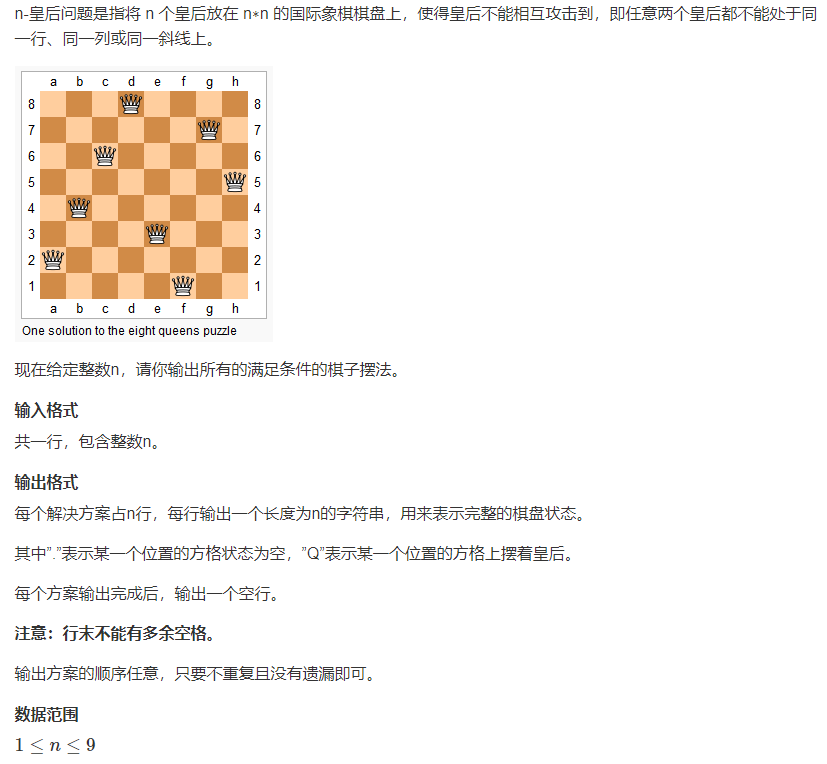 n-皇后问题是指将 n 个皇后放在 n*n 的国际象棋棋盘上，使得皇后不能相互攻击到，即任意两个皇后都不能处于同
一行、同一列或同一斜线上。
a b c d e f g h
8 8
7 7
6 6
5 5
4 4
3 3
2 2
1 1
a b c d e f g h
One solution to the eight queens puzzle
现在给定整数n，请你输出所有的满足条件的棋子摆法。
输入格式
共一行，包含整数n。
输出格式
每个解决方案占n行，每行输出一个长度为n的字符串，用来表示完整的棋盘状态。
其中”.”表示某一个位置的方格状态为空，”Q”表示某一个位置的方格上摆着皇后。
每个方案输出完成后，输出一个空行。
注意：行末不能有多余空格。
输出方案的顺序任意，只要不重复且没有遗漏即可。
数据范围
1 ≤ n ≤ 9